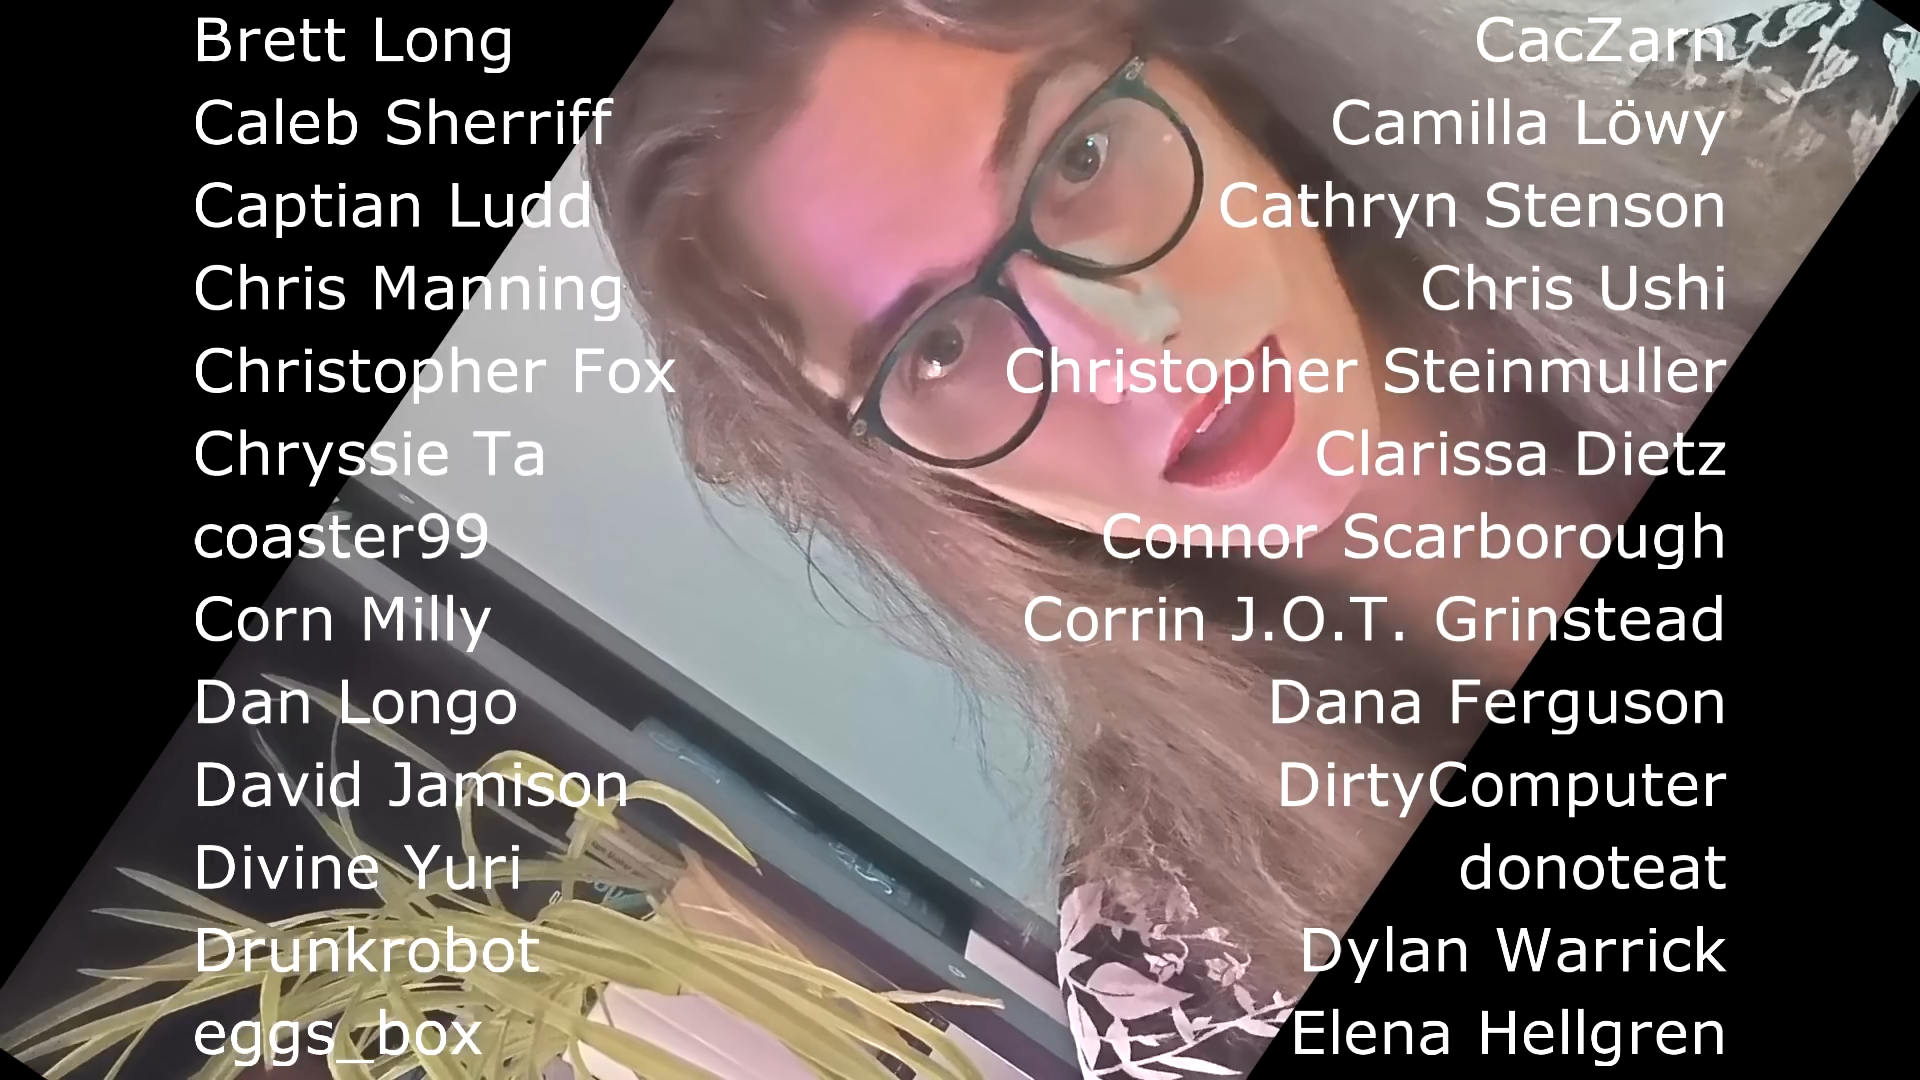 Brett Long
CacZarn
Caleb Sherriff
Camilla Löwy
Captian Ludd
Cathryn Stenson
Chris Manning
Chris Ushi
Christopher Fox
Christopher Steinmuller
Chryssie Ta
Clarissa Dietz
coaster99
Connor Scarborough
Corn Milly
Corrin J.O.T. Grinstead
Dan Longo
Dana Ferguson
David Jamison
DirtyComputer
Divine Yuri
donoteat
Drunkrobot
Dylan Warrick
eggs_box
Elena Hellgren